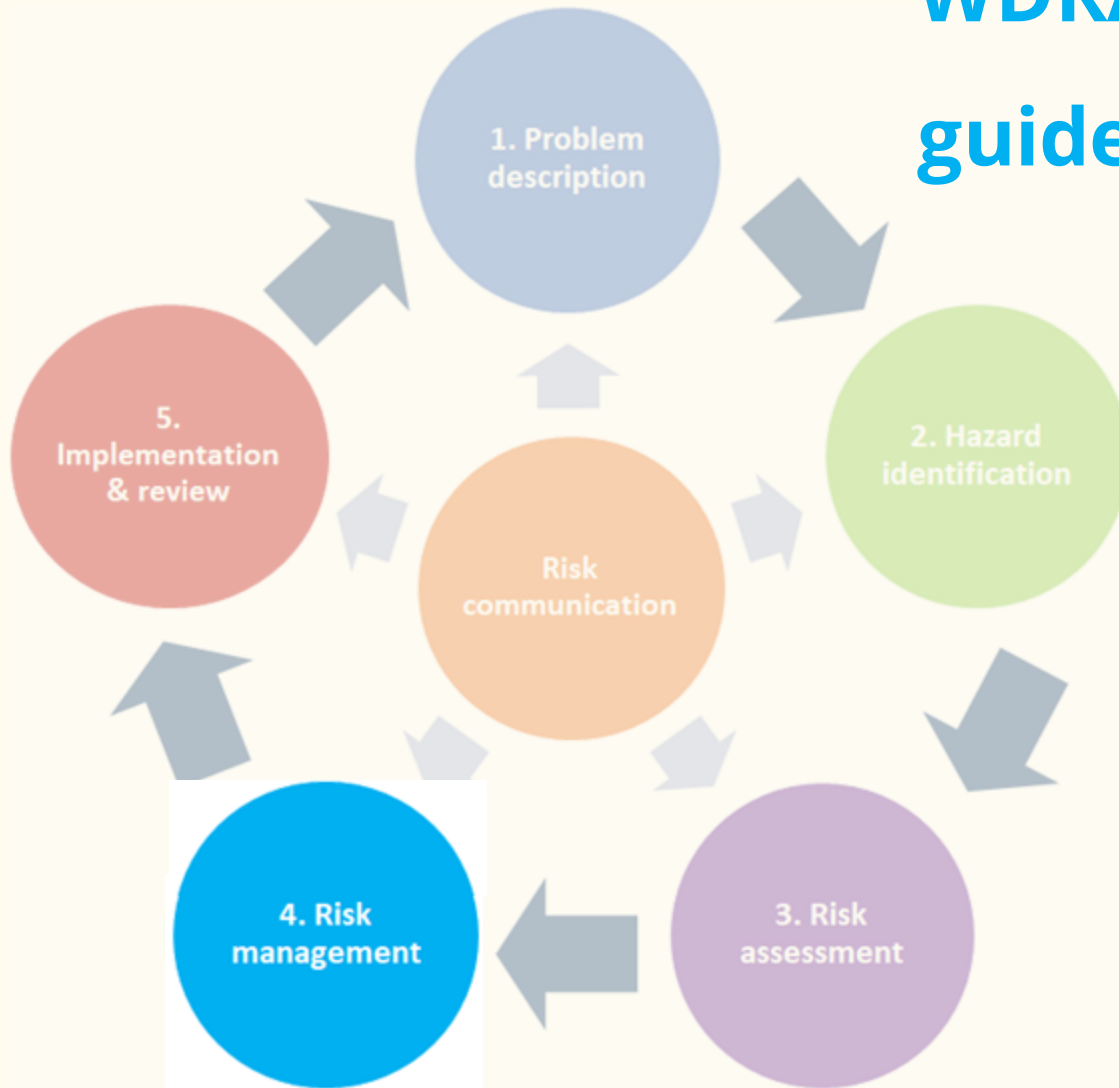 guide
1. Problem
description
5.
Implementation
& review
2. Hazard
identification
Risk
communication
4. Risk
management
3. Risk
assessment